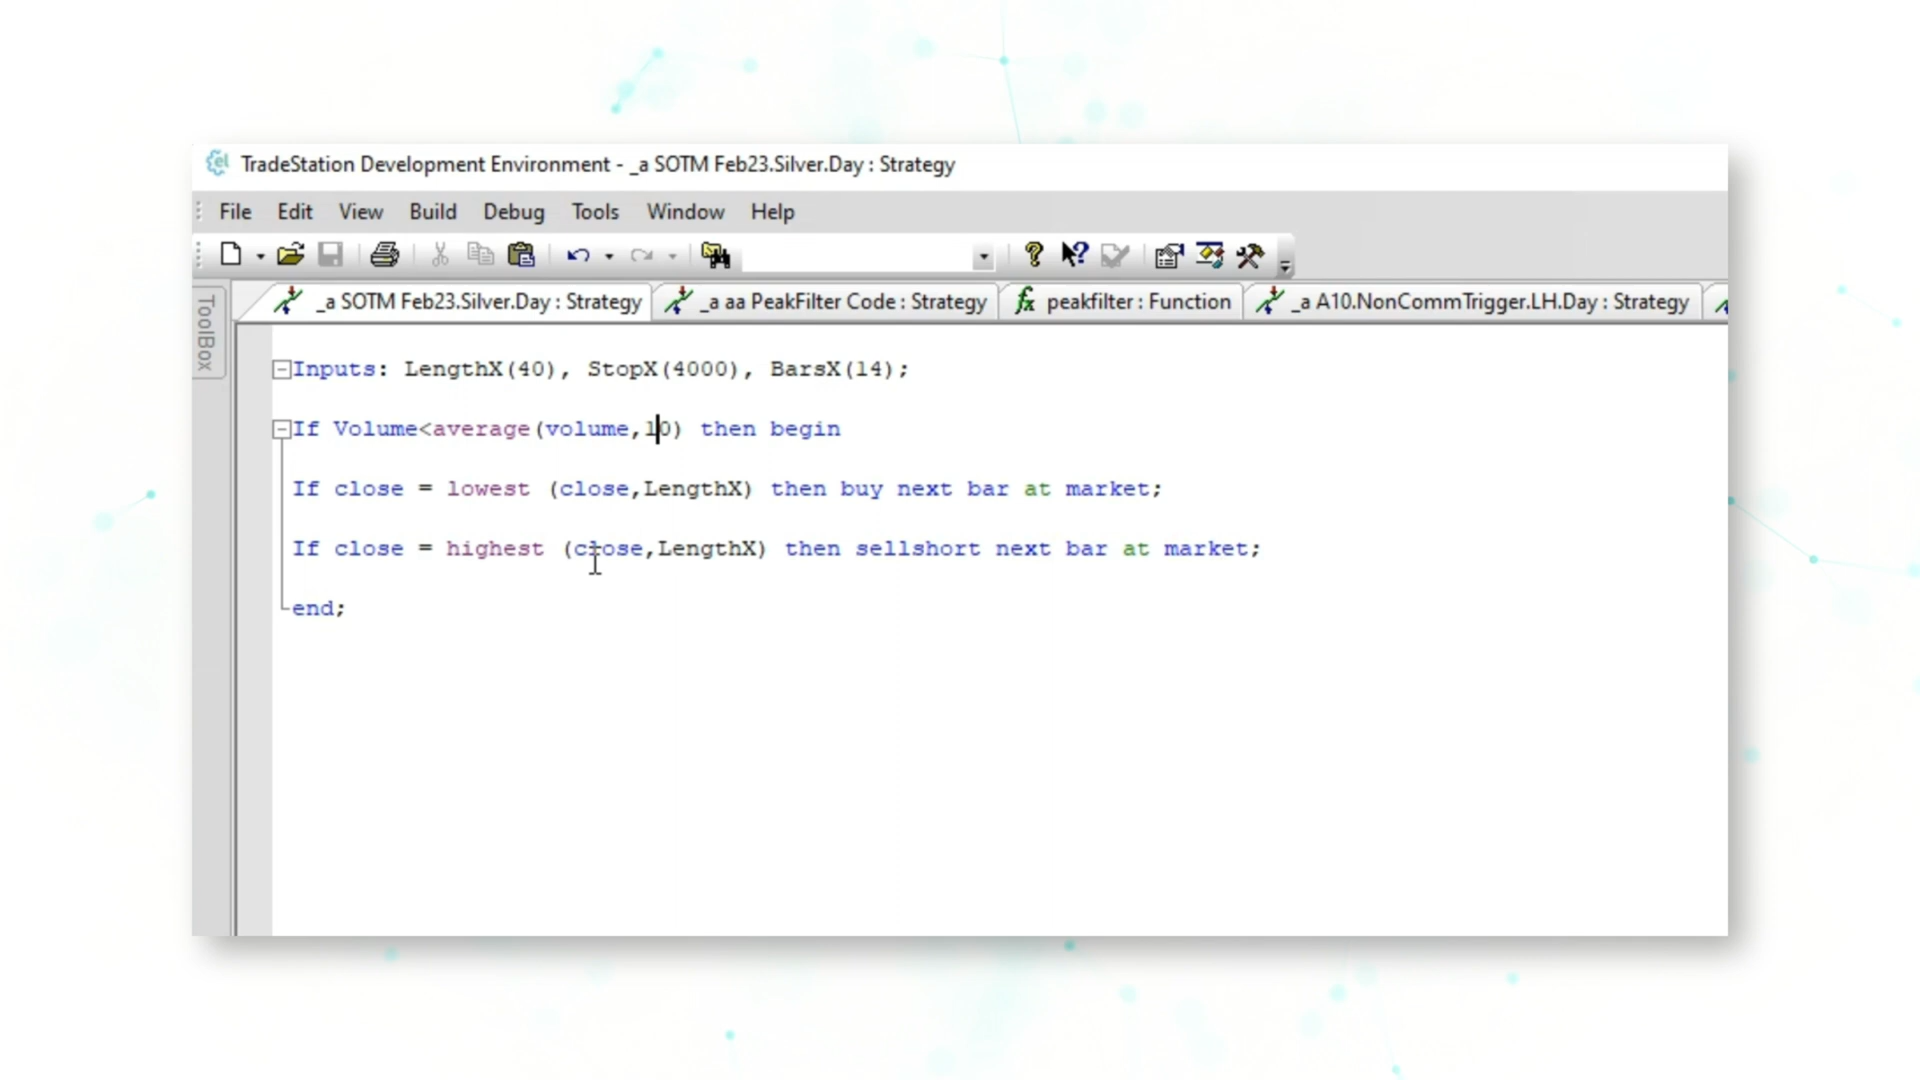 TradeStation Development Environment - _a SOTM Feb23.Silver.Day : Strategy
File Edit View Build Debug Tools Window Help
_a SOTM Feb23.Silver.Day : Strategy _a aa PeakFilter Code : Strategy peakfilter : Function _a A10.NonCommTrigger.LH.Day : Strategy
ToolBox
Inputs: LengthX(40), StopX(4000), BarsX(14);
If Volume<average(volume,10) then begin
If close = lowest (close,LengthX) then buy next bar at market;
If close = highest (close,LengthX) then sellshort next bar at market;
end;